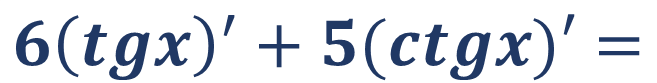 6(tgx)′ + 5(ctgx)′ =